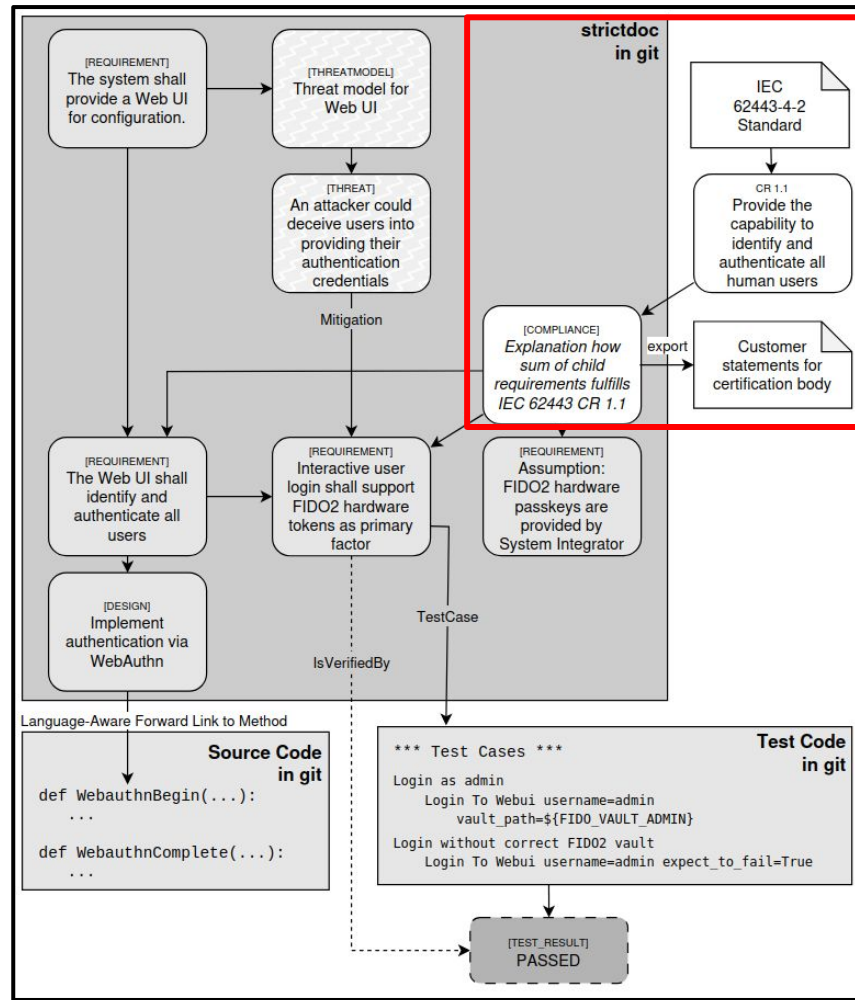 strictdoc
in git
[REQUIREMENT]
The system shall
provide a Web UI
for configuration.
[THREATMODEL]
Threat model for
Web UI
IEC
62443-4-2
Standard
[THREAT]
An attacker could
deceive users into
providing their
authentication
credentials
CR 1.1
Provide the
capability to
identify and
authenticate all
human users
Mitigation
[COMPLIANCE]
Explanation how
sum of child
requirements fulfills
IEC 62443 CR 1.1
export
Customer
statements for
certification body
[REQUIREMENT]
The Web UI shall
identify and
authenticate all
users
[REQUIREMENT]
Interactive user
login shall support
FIDO2 hardware
tokens as primary
factor
[REQUIREMENT]
Assumption:
FIDO2 hardware
passkeys are
provided by
System Integrator
[DESIGN]
Implement
authentication via
WebAuthn
TestCase
IsVerifiedBy
Language-Aware Forward Link to Method
Source Code
in git
def WebauthnBegin(...):
...
def WebauthnComplete(...):
...
Test Code
in git
*** Test Cases ***
Login as admin
Login To Webui username=admin
vault_path=${FIDO_VAULT_ADMIN}
Login without correct FIDO2 vault
Login To Webui username=admin expect_to_fail=True
[TEST_RESULT]
PASSED